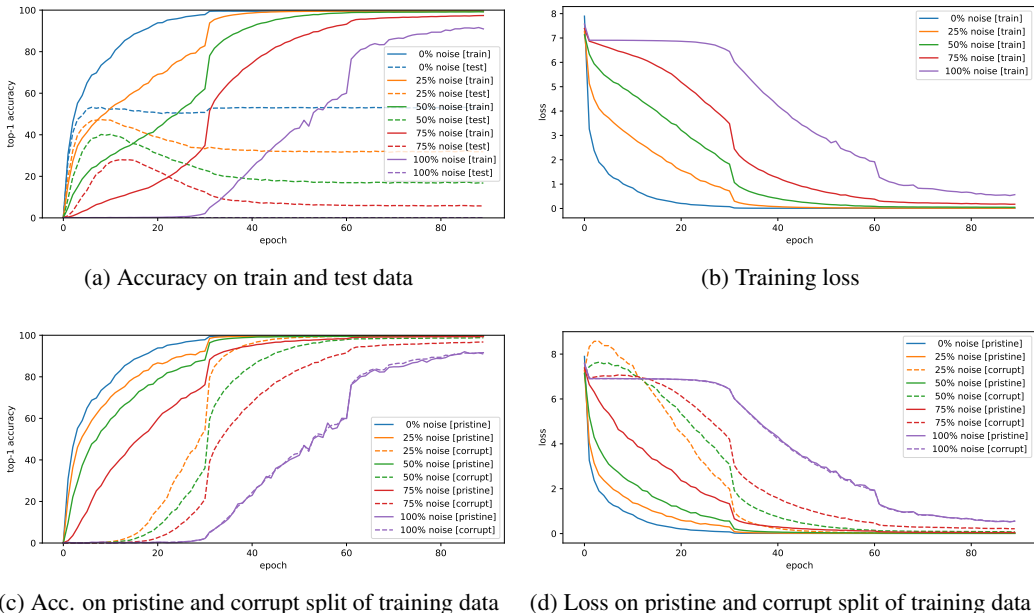 100
80
60
40
20
0
top-1 accuracy
0 20 40 60 80
epoch
0% noise [train]
0% noise [test]
25% noise [train]
25% noise [test]
50% noise [train]
50% noise [test]
75% noise [train]
75% noise [test]
100% noise [train]
100% noise [test]
(a) Accuracy on train and test data
8
7
6
5
4
3
2
1
0
loss
0 20 40 60 80
epoch
0% noise [train]
25% noise [train]
50% noise [train]
75% noise [train]
100% noise [train]
(b) Training loss
100
80
60
40
20
0
top-1 accuracy
0 20 40 60 80
epoch
0% noise [pristine]
25% noise [pristine]
25% noise [corrupt]
50% noise [pristine]
50% noise [corrupt]
75% noise [pristine]
75% noise [corrupt]
100% noise [pristine]
100% noise [corrupt]
(c) Acc. on pristine and corrupt split of training data
8
6
4
2
0
loss
0 20 40 60 80
epoch
0% noise [pristine]
25% noise [pristine]
25% noise [corrupt]
50% noise [pristine]
50% noise [corrupt]
75% noise [pristine]
75% noise [corrupt]
100% noise [pristine]
100% noise [corrupt]
(d) Loss on pristine and corrupt split of training data